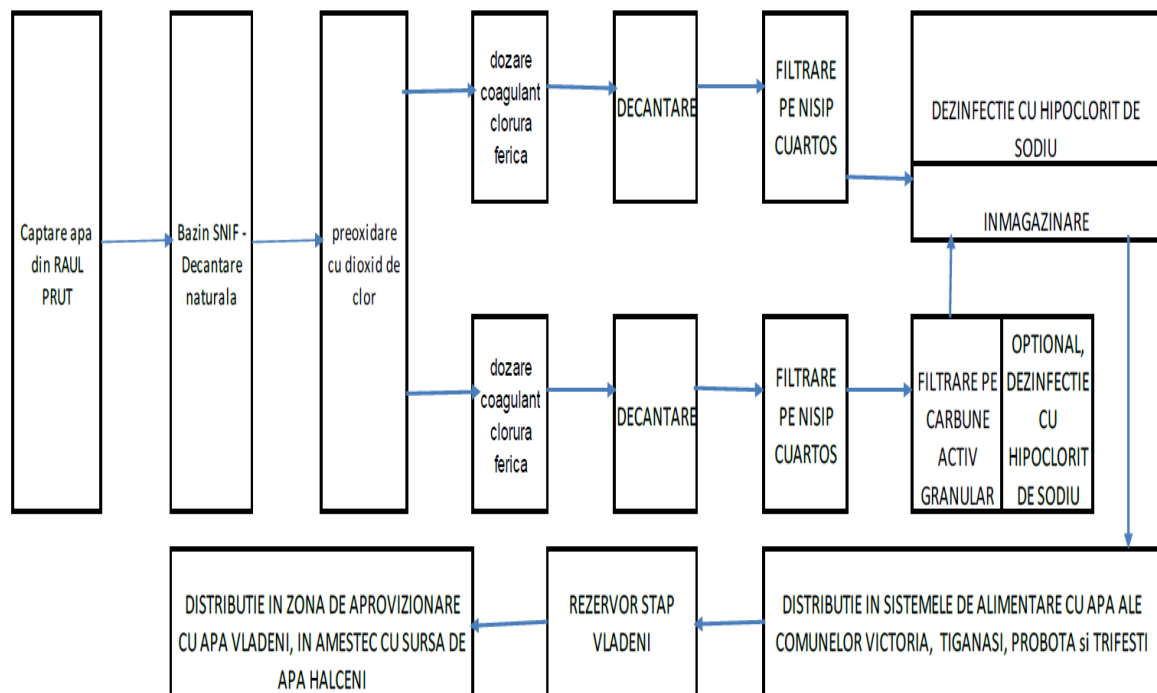 Captare apa
din RAUL
PRUT
Bazin SNIF -
Decantare
naturala
preoxidare
cu dioxid de
clor
dozare
coagulant
clorura
ferica
DECANTARE
FILTRARE
PE NISIP
CUARTOS
DEZINFECTIE CU HIPOCLORIT DE
SODIU
INMAGAZINARE
dozare
coagulant
clorura
ferica
DECANTARE
FILTRARE
PE NISIP
CUARTOS
FILTRARE PE
CARBUNE
ACTIV
GRANULAR
OPTIONAL,
DEZINFECTIE
CU
HIPOCLORIT
DE SODIU
DISTRIBUTIE IN SISTEMELE DE ALIMENTARE CU APA ALE
COMUNELOR VICTORIA, TIGANASI, PROBOTA si TRIFESTI
REZERVOR STAP
VLADENI
DISTRIBUTIE IN ZONA DE APROVIZIONARE
CU APA VLADENI, IN AMESTEC CU SURSA DE
APA HALCENI